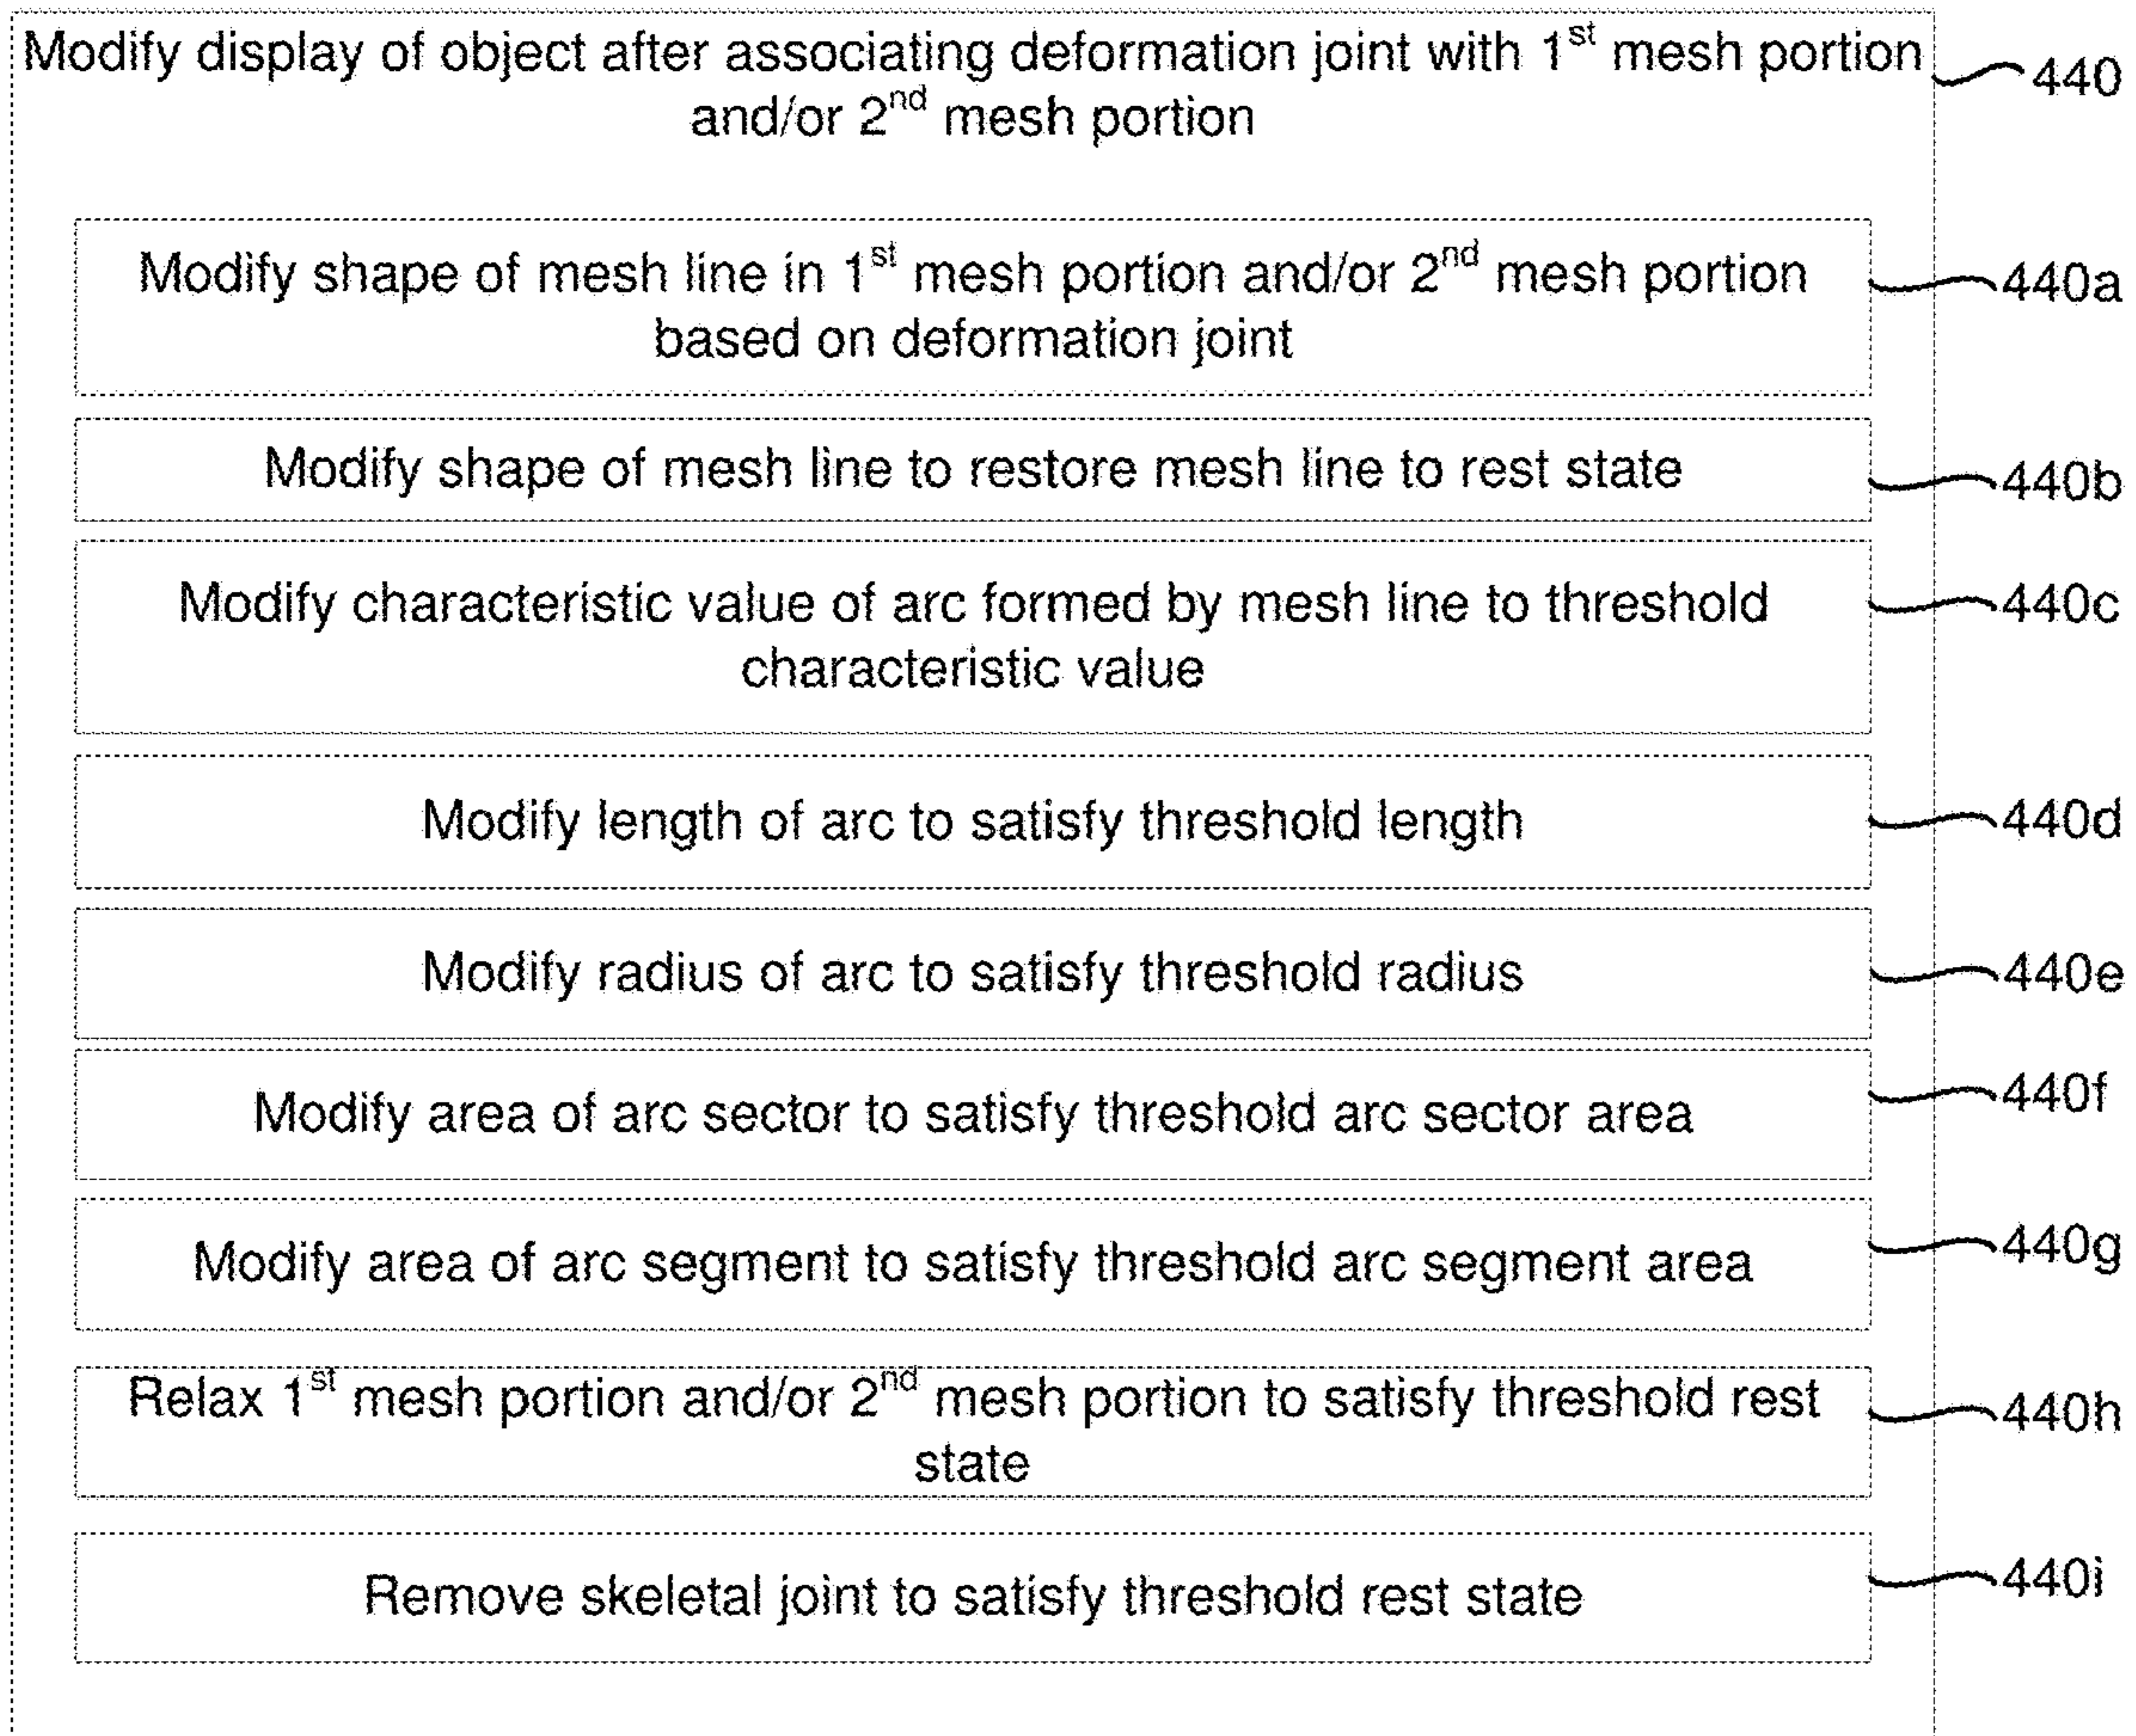 Modify display of object after associating deformation joint with 1st mesh portion 440
and/or 2nd mesh portion
Modify shape of mesh line in 1st mesh portion and/or 2nd mesh portion 440a
based on deformation joint
Modify shape of mesh line to restore mesh line to rest state 440b
Modify characteristic value of arc formed by mesh line to threshold 440c
characteristic value
Modify length of arc to satisfy threshold length 440d
Modify radius of arc to satisfy threshold radius 440e
Modify area of arc sector to satisfy threshold arc sector area 440f
Modify area of arc segment to satisfy threshold arc segment area 440g
Relax 1st mesh portion and/or 2nd mesh portion to satisfy threshold rest 440h
state
Remove skeletal joint to satisfy threshold rest state 440i